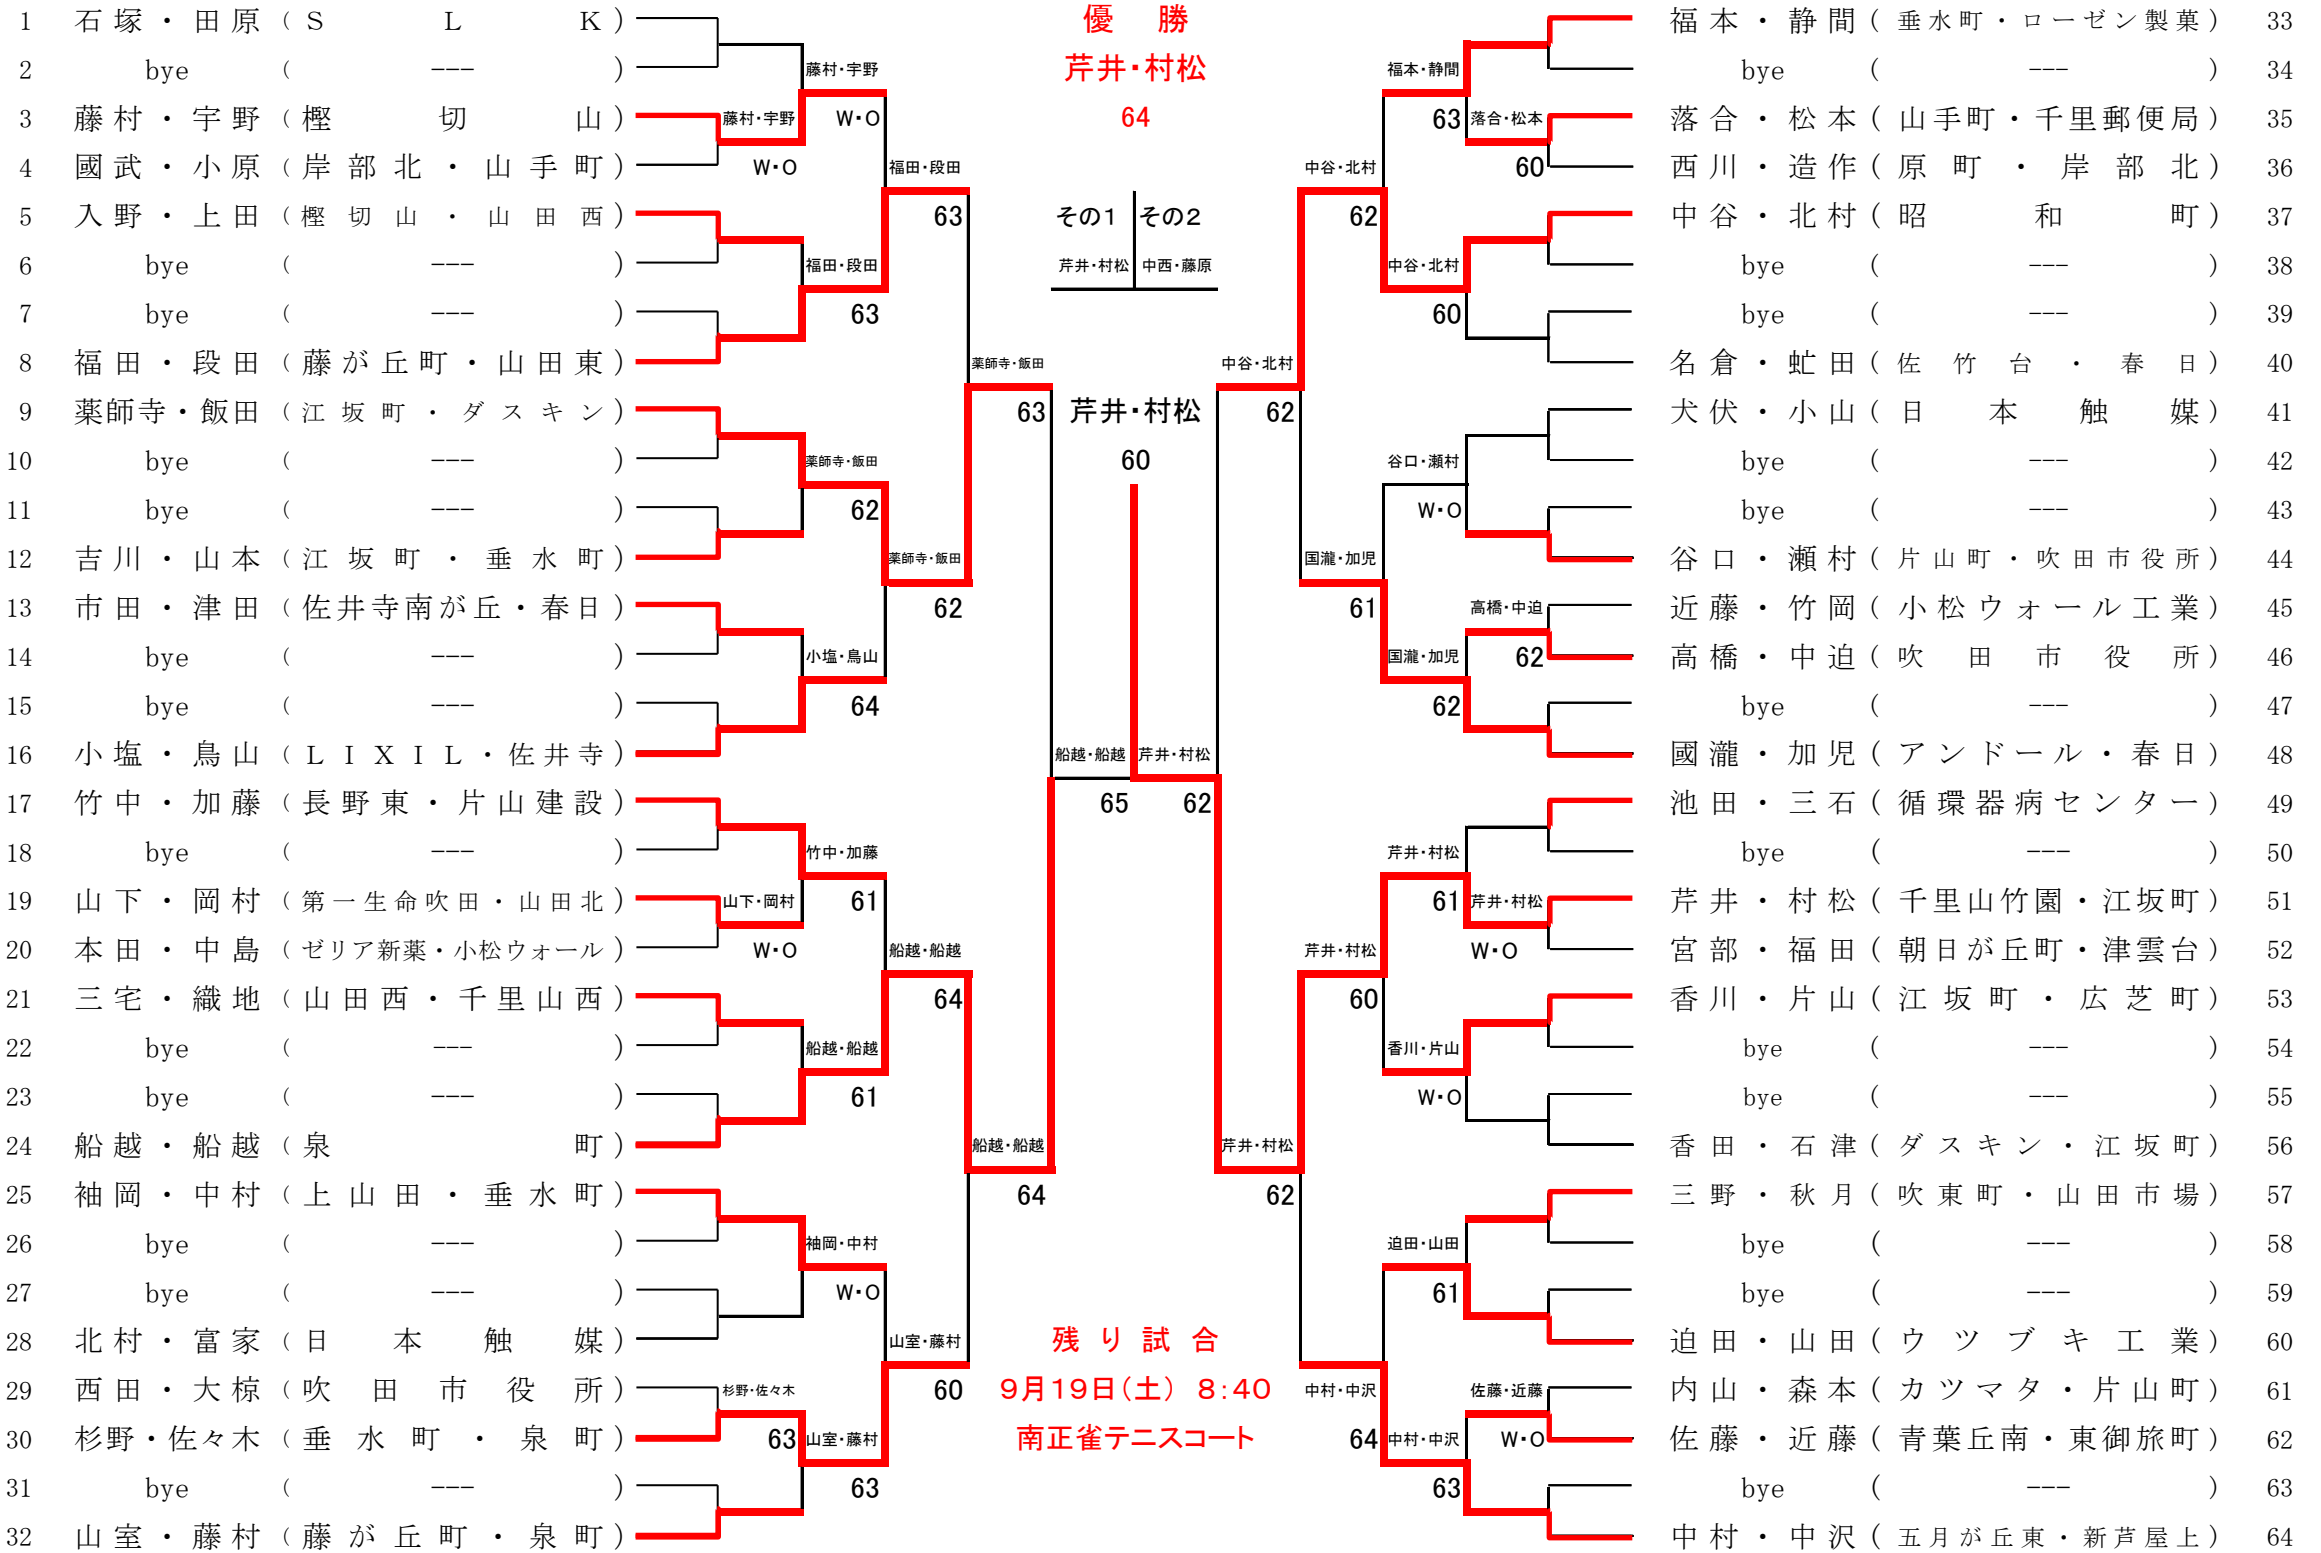 1 石塚・田原 (SLK)
2 bye (---)
3 藤村・宇野 (樫切山)
4 國武・小原 (岸部北・山手町)
5 入野・上田 (樫切山・山田西)
6 bye (---)
7 bye (---)
8 福田・段田 (藤が丘町・山田東)
9 薬師寺・飯田 (江坂町・ダスキン)
10 bye (---)
11 bye (---)
12 吉川・山本 (江坂町・垂水町)
13 市田・津田 (佐井寺南が丘・春日)
14 bye (---)
15 bye (---)
16 小塩・鳥山 (LIXIL・佐井寺)
17 竹中・加藤 (長野東・片山建設)
18 bye (---)
19 山下・岡村 (第一生命吹田・山田北)
20 本田・中島 (ゼリア新薬・小松ウォール)
21 三宅・織地 (山田西・千里山西)
22 bye (---)
23 bye (---)
24 船越・船越 (泉町)
25 袖岡・中村 (上山田・垂水町)
26 bye (---)
27 bye (---)
28 北村・富家 (日本触媒)
29 西田・大椋 (吹田市役所)
30 杉野・佐々木 (垂水町・泉町)
31 bye (---)
32 山室・藤村 (藤が丘町・泉町)
藤村・宇野
W・O
山下・岡村
W・O
杉野・佐々木
63
藤村・宇野
W・O
福田・段田
63
薬師寺・飯田
62
小塩・鳥山
64
竹中・加藤
61
船越・船越
61
袖岡・中村
W・O
山室・藤村
63
福田・段田
63
薬師寺・飯田
62
船越・船越
64
山室・藤村
60
薬師寺・飯田
63
船越・船越
64
船越・船越
65
優勝
芹井・村松
64
その1 その2
芹井・村松 中西・藤原
芹井・村松
60
残り試合
9月19日(土) 8:40
南正雀テニスコート
芹井・村松
62
中谷・北村
62
芹井・村松
62
中谷・北村
62
国瀧・加児
61
芹井・村松
60
中村・中沢
64
福本・静間
63
中谷・北村
60
谷口・瀬村
W・O
国瀧・加児
62
芹井・村松
61
香川・片山
W・O
迫田・山田
61
中村・中沢
63
落合・松本
60
高橋・中迫
62
芹井・村松
W・O
佐藤・近藤
W・O
福本・静間 (垂水町・ローゼン製菓) 33
bye (---) 34
落合・松本 (山手町・千里郵便局) 35
西川・造作 (原町・岸部北) 36
中谷・北村 (昭和町) 37
bye (---) 38
bye (---) 39
名倉・虻田 (佐竹台・春日) 40
犬伏・小山 (日本触媒) 41
bye (---) 42
bye (---) 43
谷口・瀬村 (片山町・吹田市役所) 44
近藤・竹岡 (小松ウォール工業) 45
高橋・中迫 (吹田市役所) 46
bye (---) 47
國瀧・加児 (アンドール・春日) 48
池田・三石 (循環器病センター) 49
bye (---) 50
芹井・村松 (千里山竹園・江坂町) 51
宮部・福田 (朝日が丘町・津雲台) 52
香川・片山 (江坂町・広芝町) 53
bye (---) 54
bye (---) 55
香田・石津 (ダスキン・江坂町) 56
三野・秋月 (吹東町・山田市場) 57
bye (---) 58
bye (---) 59
迫田・山田 (ウツブキ工業) 60
内山・森本 (カツマタ・片山町) 61
佐藤・近藤 (青葉丘南・東御旅町) 62
bye (---) 63
中村・中沢 (五月が丘東・新芦屋上) 64